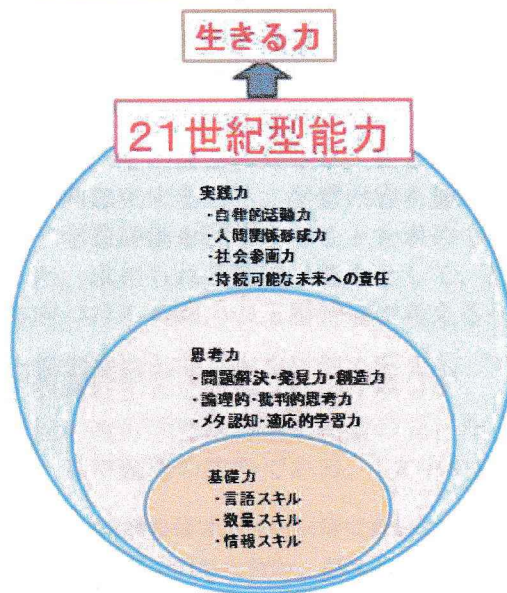 生きる力
21世紀型能力
実践力
・自律的活動力
・人間関係形成力
・社会参画力
・持続可能な未来への責任
思考力
・問題解決・発見力・創造力
・論理的・批判的思考力
・メタ認知・適応的学習力
基礎力
・言語スキル
・数量スキル
・情報スキル